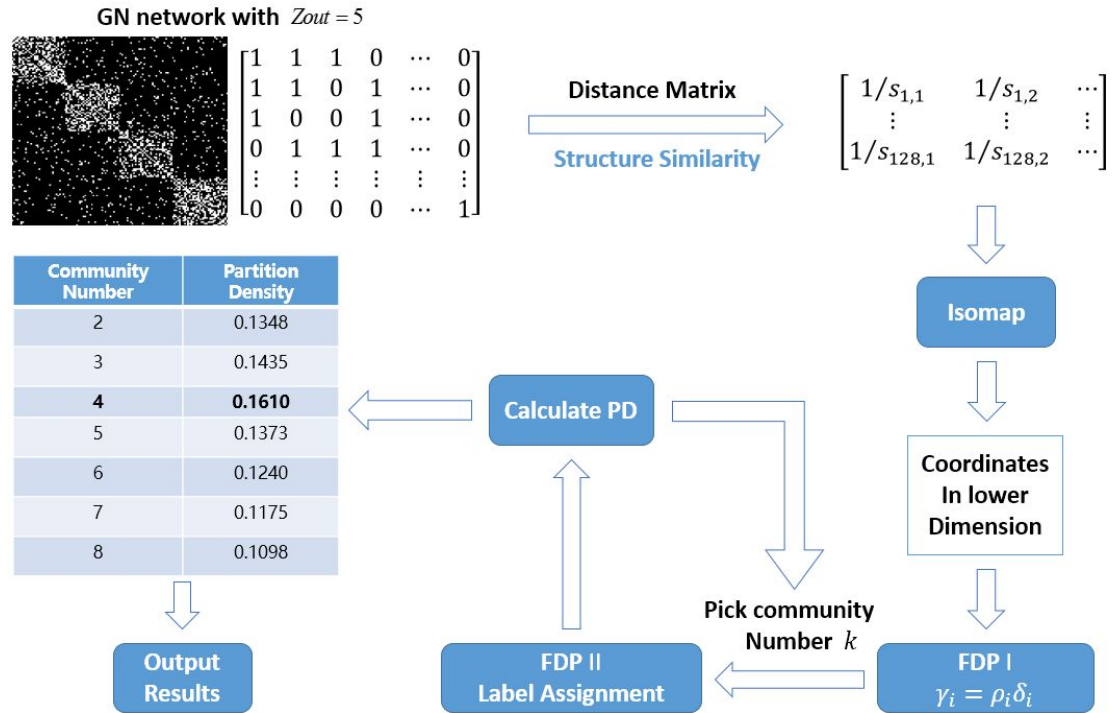 GN network with Zout = 5
1 1 1 0 ⋯ 0
1 1 0 1 ⋯ 0
1 0 0 1 ⋯ 0
0 1 1 1 ⋯ 0
⋮ ⋮ ⋮ ⋮ ⋮ ⋮
0 0 0 0 ⋯ 1
Distance Matrix
Structure Similarity
1/s₁,₁ 1/s₁,₂ ⋯
⋮ ⋮ ⋮
1/s₁₂₈,₁ 1/s₁₂₈,₂ ⋯
Isomap
Coordinates
In lower
Dimension
FDP I
γᵢ = ρᵢδᵢ
Pick community
Number k
FDP II
Label Assignment
Calculate PD
Community Partition
Number Density
2 0.1348
3 0.1435
4 0.1610
5 0.1373
6 0.1240
7 0.1175
8 0.1098
Output
Results